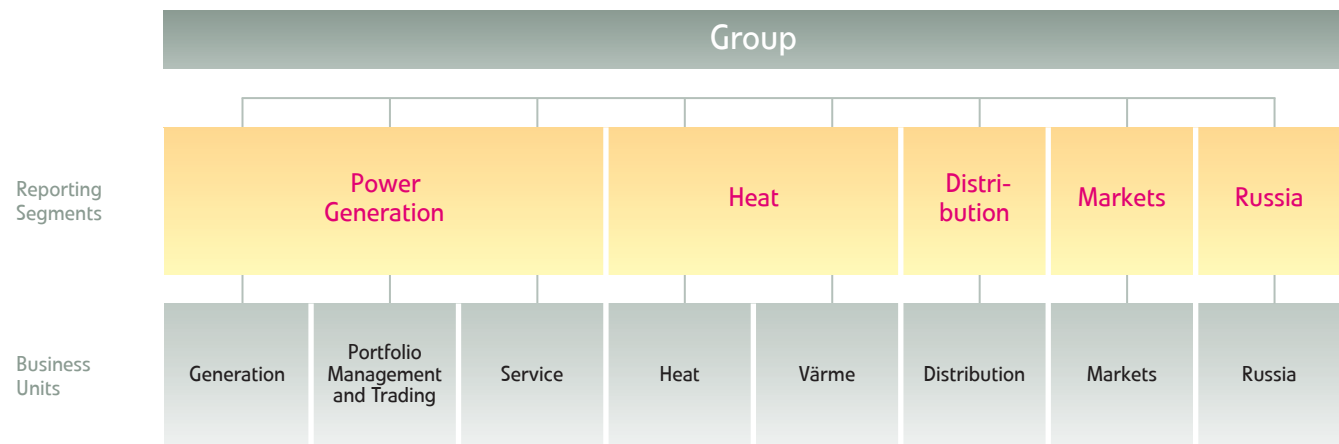 Group
Reporting
Segments
Power
Generation
Heat
Distri-
bution
Markets
Russia
Business
Units
Generation
Portfolio
Management
and Trading
Service
Heat
Värme
Distribution
Markets
Russia